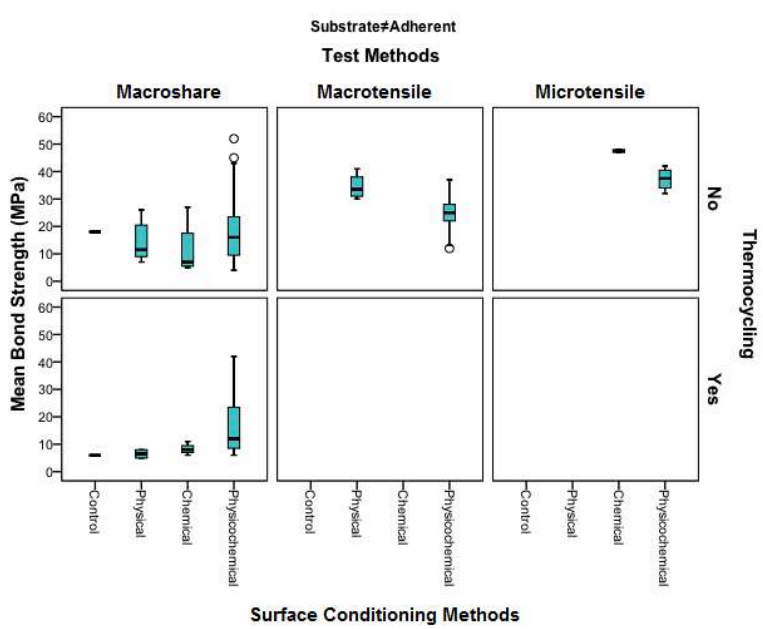 Substrate≠Adherent
Test Methods
Macroshare Macrotensile Microtensile
60
50
40
30
20
10
0
No
60
50
40
30
20
10
0
Yes
Mean Bond Strength (MPa)
Thermocycling
Control Physical Chemical Physicochemical Control Physical Chemical Physicochemical Control Physical Chemical Physicochemical
Surface Conditioning Methods